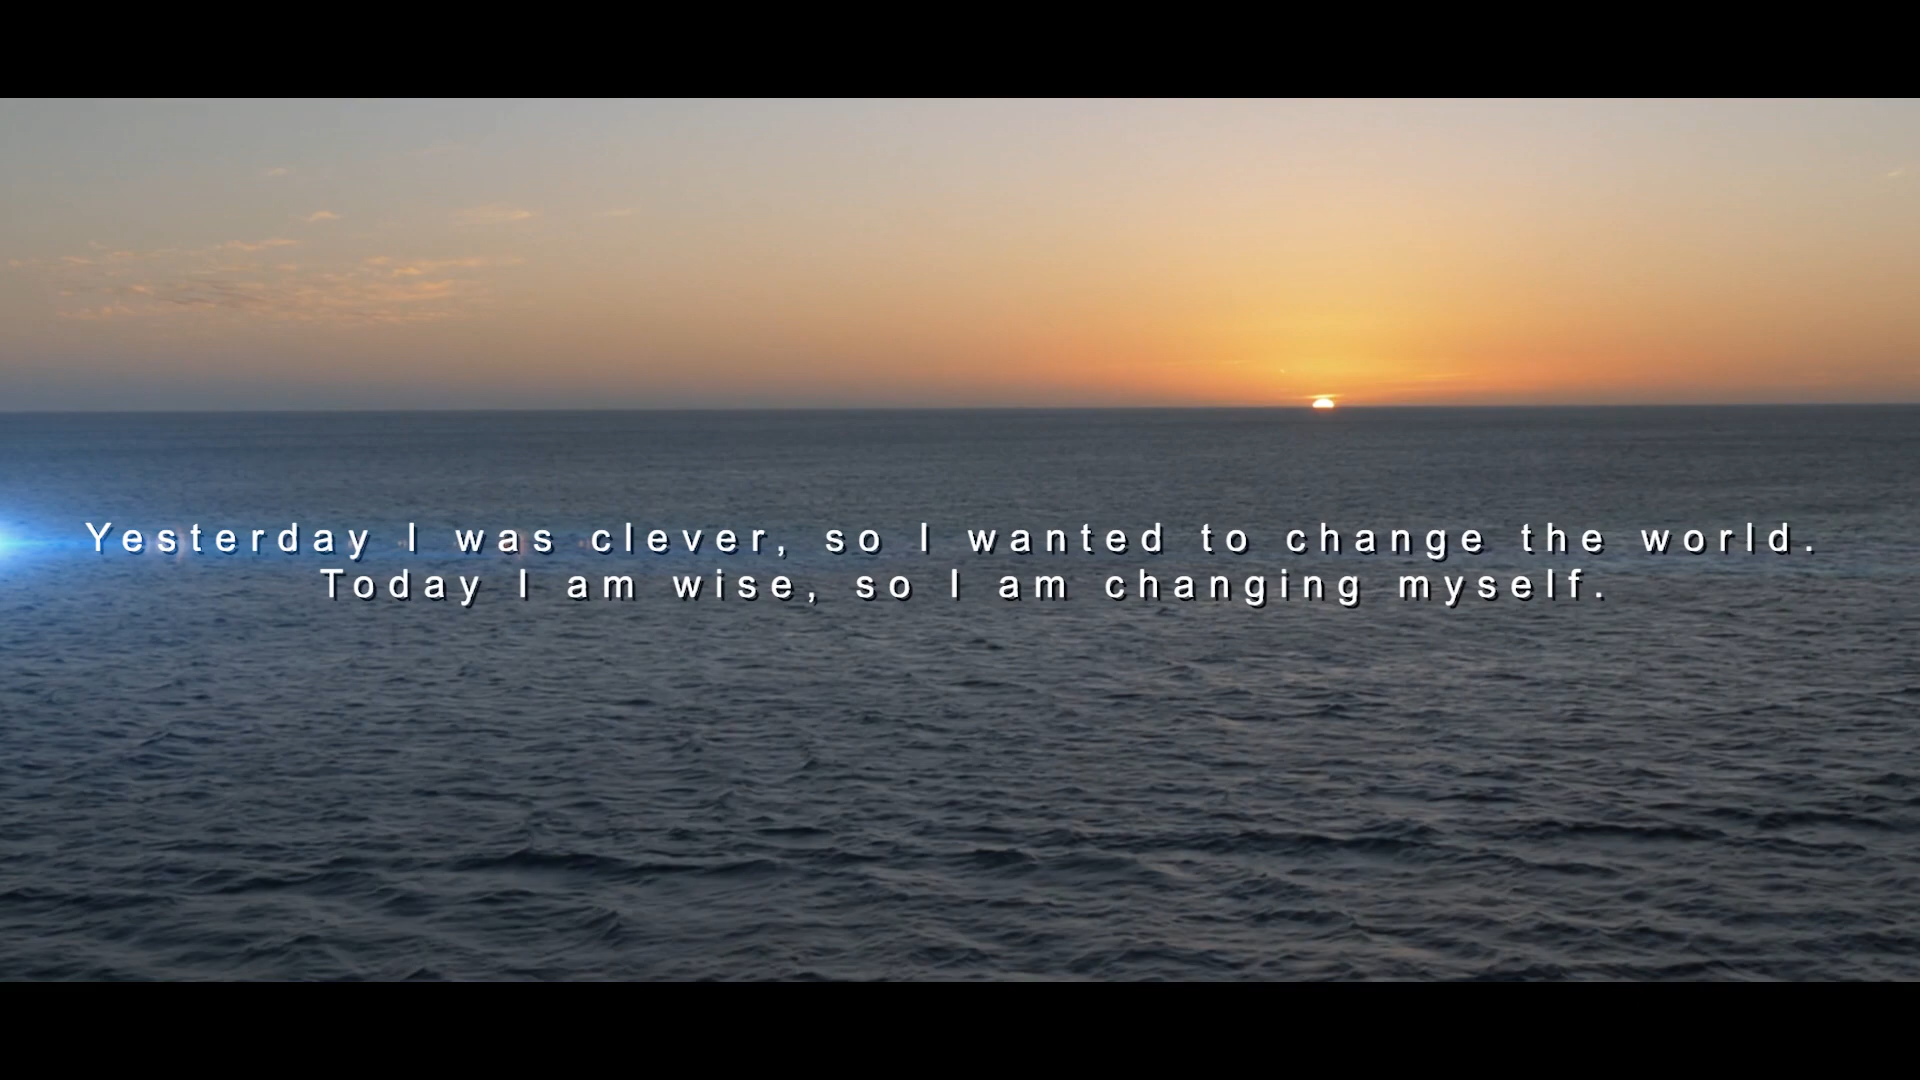 Yesterday I was clever, so I wanted to change the world.
Today I am wise, so I am changing myself.